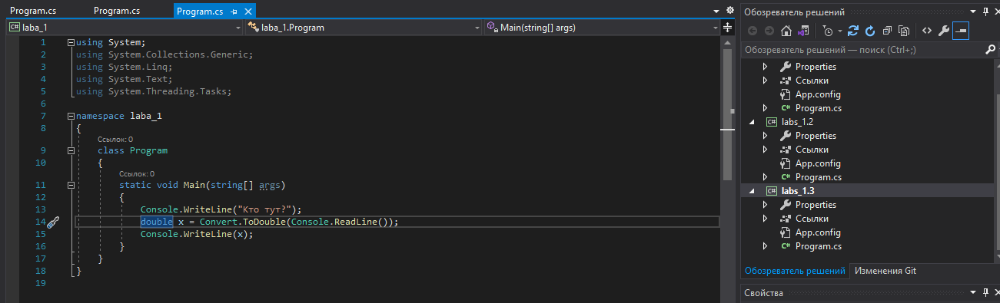 Program.cs Program.cs Program.cs
laba_1 laba_1.Program Main(string[] args)
1 using System;
2 using System.Collections.Generic;
3 using System.Linq;
4 using System.Text;
5 using System.Threading.Tasks;
6
7 namespace laba_1
8 {
Ссылок: 0
9 class Program
10 {
Ссылок: 0
11 static void Main(string[] args)
12 {
13 Console.WriteLine("Кто тут?");
14 double x = Convert.ToDouble(Console.ReadLine());
15 Console.WriteLine(x);
16 }
17 }
18 }
19
Обозреватель решений
Обозреватель решений — поиск (Ctrl+;)
Properties
Ссылки
App.config
C# Program.cs
C# labs_1.2
Properties
Ссылки
App.config
C# Program.cs
C# labs_1.3
Properties
Ссылки
App.config
C# Program.cs
Обозреватель решений Изменения Git
Свойства